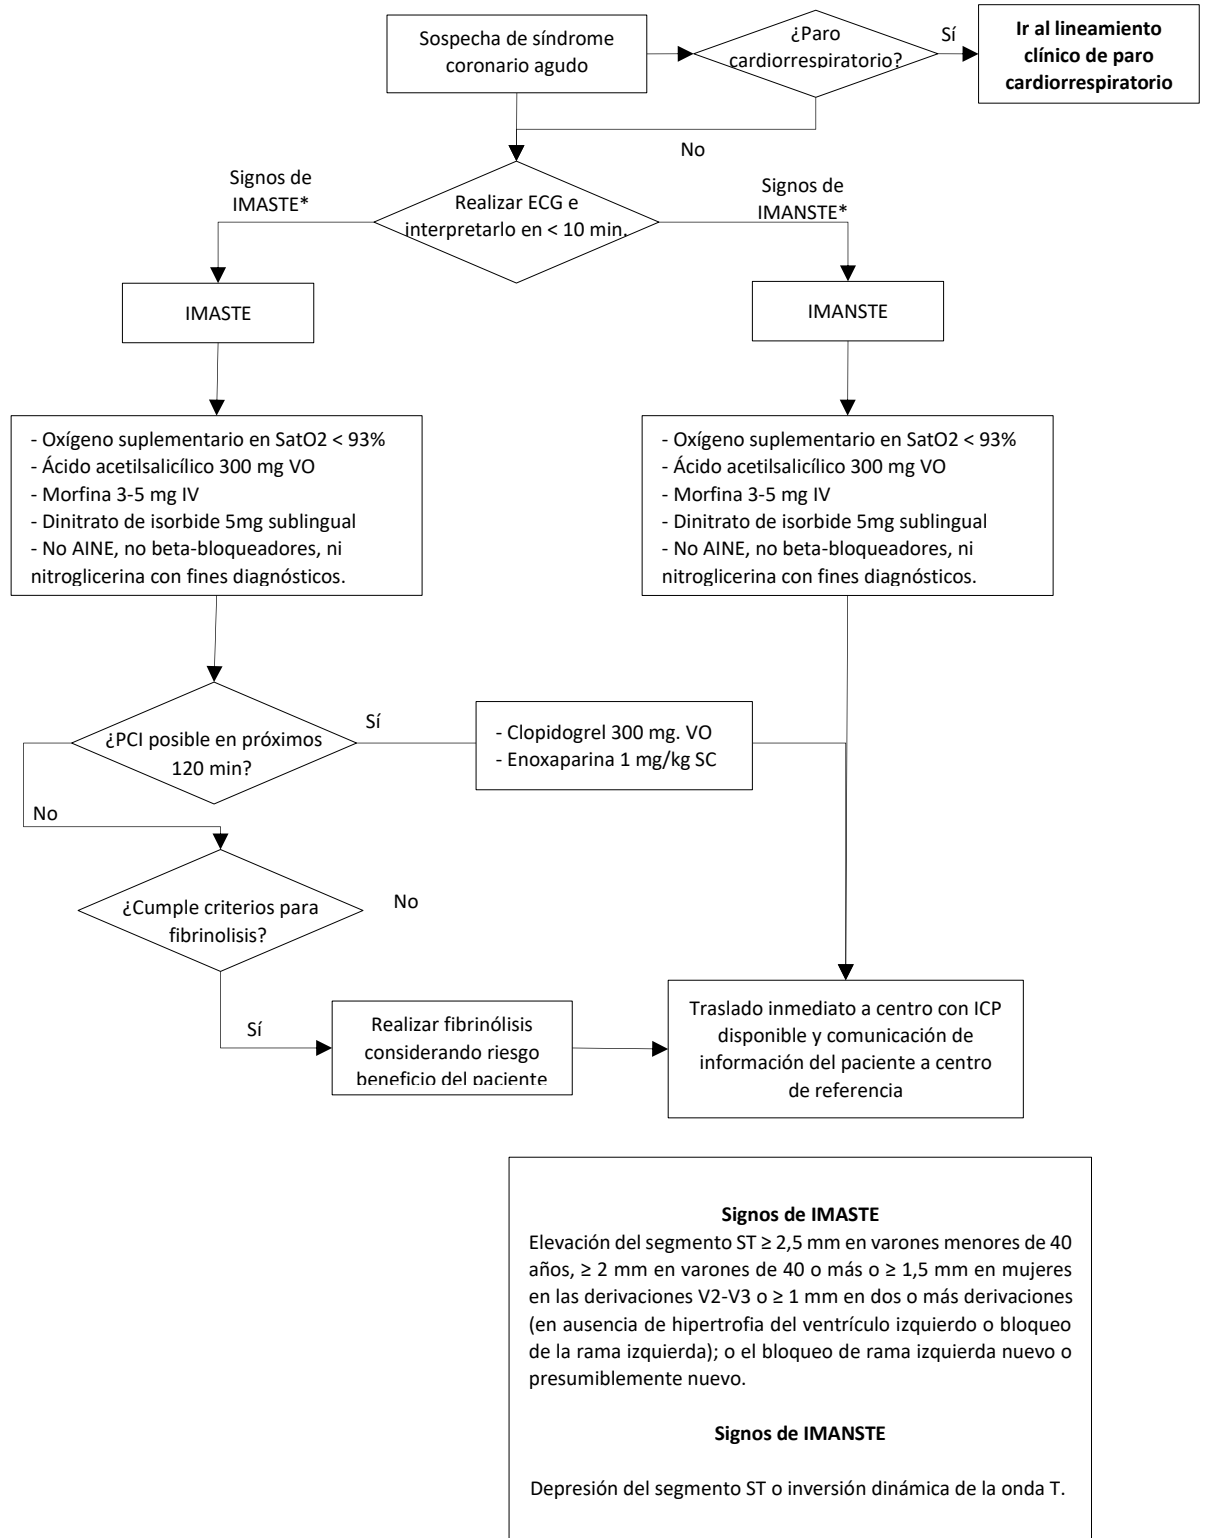 Sospecha de síndrome
coronario agudo
¿Paro
cardiorrespiratorio?
Sí
Ir al lineamiento
clínico de paro
cardiorrespiratorio
No
Signos de
IMASTE*
Realizar ECG e
interpretarlo en < 10 min.
Signos de
IMANSTE*
IMASTE
IMANSTE
- Oxígeno suplementario en SatO2 < 93%
- Ácido acetilsalicílico 300 mg VO
- Morfina 3-5 mg IV
- Dinitrato de isorbide 5mg sublingual
- No AINE, no beta-bloqueadores, ni
nitroglicerina con fines diagnósticos.
- Oxígeno suplementario en SatO2 < 93%
- Ácido acetilsalicílico 300 mg VO
- Morfina 3-5 mg IV
- Dinitrato de isorbide 5mg sublingual
- No AINE, no beta-bloqueadores, ni
nitroglicerina con fines diagnósticos.
¿PCI posible en próximos
120 min?
Sí
- Clopidogrel 300 mg. VO
- Enoxaparina 1 mg/kg SC
No
¿Cumple criterios para
fibrinolisis?
No
Sí
Realizar fibrinólisis
considerando riesgo
beneficio del paciente
Traslado inmediato a centro con ICP
disponible y comunicación de
información del paciente a centro
de referencia
Signos de IMASTE
Elevación del segmento ST ≥ 2,5 mm en varones menores de 40
años, ≥ 2 mm en varones de 40 o más o ≥ 1,5 mm en mujeres
en las derivaciones V2-V3 o ≥ 1 mm en dos o más derivaciones
(en ausencia de hipertrofia del ventrículo izquierdo o bloqueo
de la rama izquierda); o el bloqueo de rama izquierda nuevo o
presumiblemente nuevo.
Signos de IMANSTE
Depresión del segmento ST o inversión dinámica de la onda T.